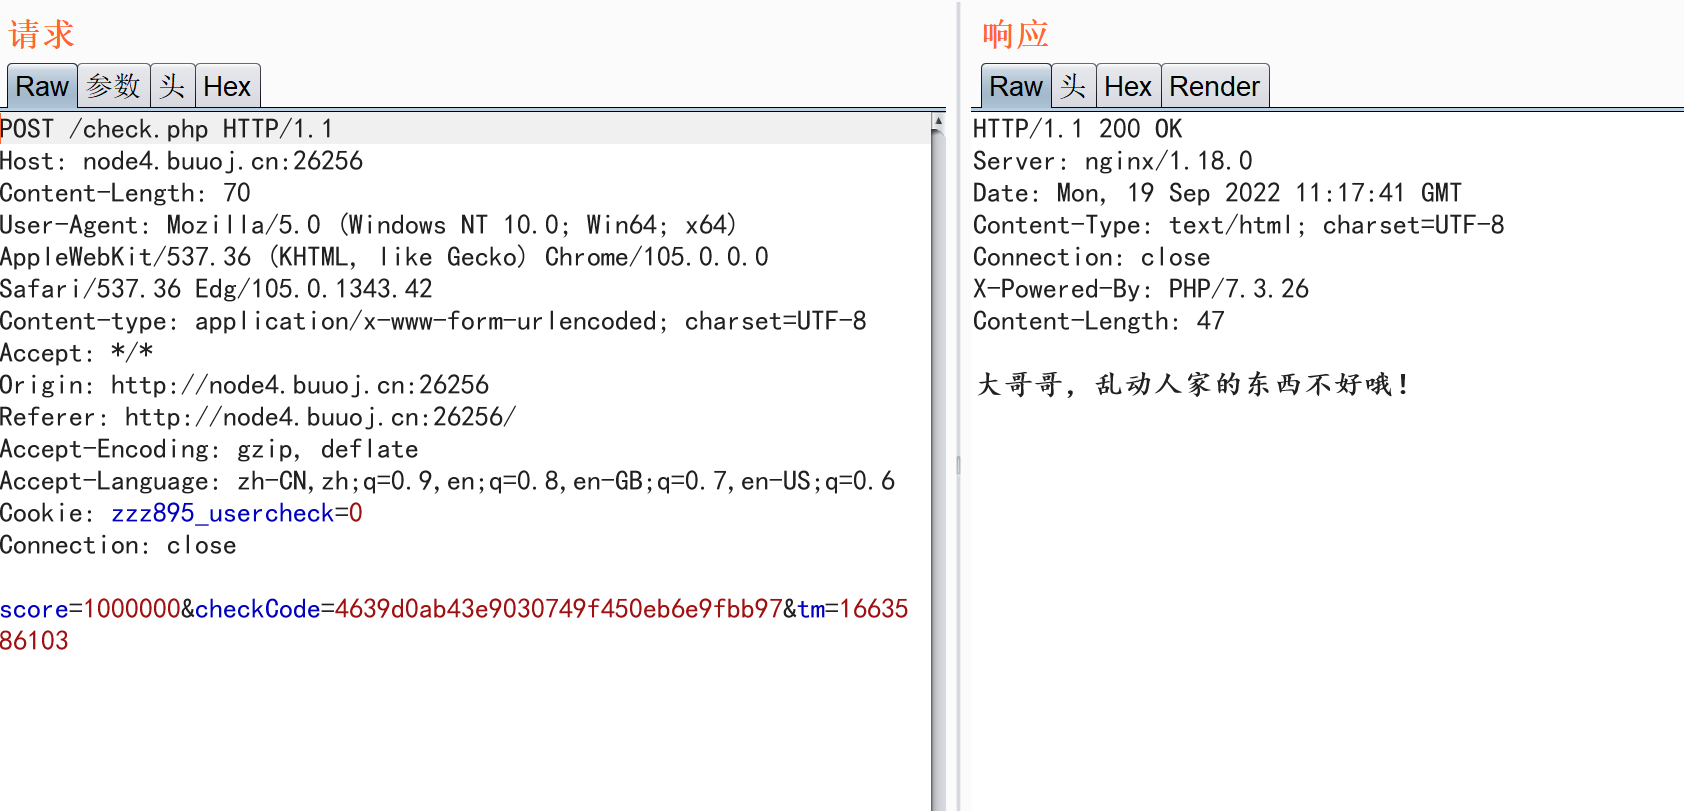 请求
Raw 参数 头 Hex
POST /check.php HTTP/1.1
Host: node4.buuoj.cn:26256
Content-Length: 70
User-Agent: Mozilla/5.0 (Windows NT 10.0; Win64; x64)
AppleWebKit/537.36 (KHTML, like Gecko) Chrome/105.0.0.0
Safari/537.36 Edg/105.0.1343.42
Content-type: application/x-www-form-urlencoded; charset=UTF-8
Accept: */*
Origin: http://node4.buuoj.cn:26256
Referer: http://node4.buuoj.cn:26256/
Accept-Encoding: gzip, deflate
Accept-Language: zh-CN,zh;q=0.9,en;q=0.8,en-GB;q=0.7,en-US;q=0.6
Cookie: zzz895_usercheck=0
Connection: close
score=1000000&checkCode=4639d0ab43e9030749f450eb6e9fbb97&tm=16635
86103
响应
Raw 头 Hex Render
HTTP/1.1 200 OK
Server: nginx/1.18.0
Date: Mon, 19 Sep 2022 11:17:41 GMT
Content-Type: text/html; charset=UTF-8
Connection: close
X-Powered-By: PHP/7.3.26
Content-Length: 47
大哥哥，乱动人家的东西不好哦！